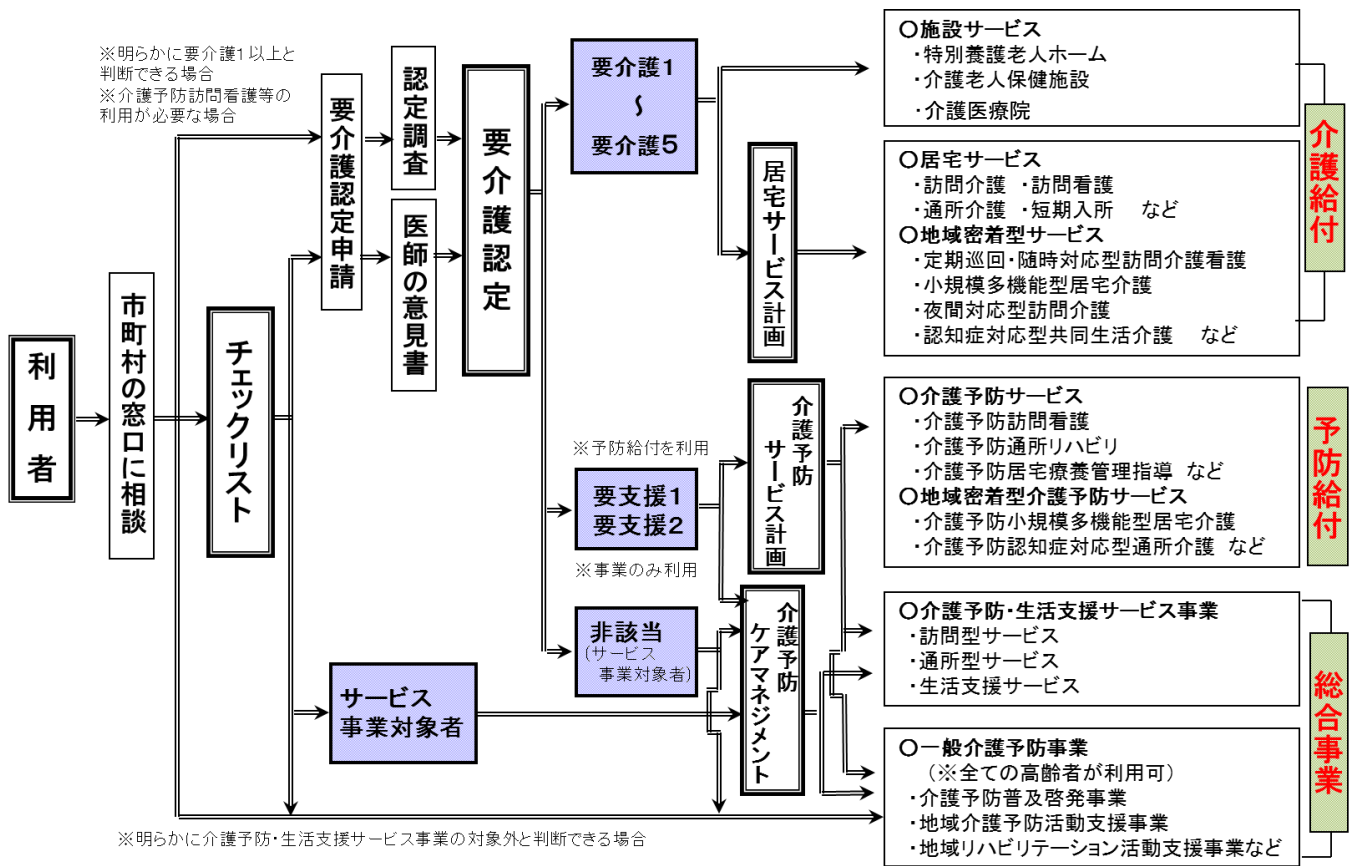 ※明らかに要介護1以上と
判断できる場合
※介護予防訪問看護等の
利用が必要な場合
利用者
市町村の窓口に相談
チェックリスト
要介護認定申請
認定調査
医師の意見書
要介護認定
要介護1
〜
要介護5
※予防給付を利用
要支援1
要支援2
※事業のみ利用
非該当
(サービス
事業対象者)
サービス
事業対象者
居宅サービス計画
介護予防
サービス計画
介護予防
ケアマネジメント
○施設サービス
・特別養護老人ホーム
・介護老人保健施設
・介護医療院
○居宅サービス
・訪問介護 ・訪問看護
・通所介護 ・短期入所 など
○地域密着型サービス
・定期巡回・随時対応型訪問介護看護
・小規模多機能型居宅介護
・夜間対応型訪問介護
・認知症対応型共同生活介護 など
介護給付
○介護予防サービス
・介護予防訪問看護
・介護予防通所リハビリ
・介護予防居宅療養管理指導 など
○地域密着型介護予防サービス
・介護予防小規模多機能型居宅介護
・介護予防認知症対応型通所介護 など
予防給付
○介護予防・生活支援サービス事業
・訪問型サービス
・通所型サービス
・生活支援サービス
○一般介護予防事業
(※全ての高齢者が利用可)
・介護予防普及啓発事業
・地域介護予防活動支援事業
・地域リハビリテーション活動支援事業など
総合事業
※明らかに介護予防・生活支援サービス事業の対象外と判断できる場合